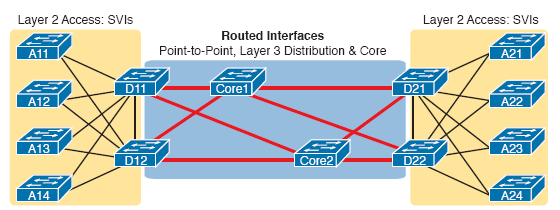 Layer 2 Access: SVIs
Routed Interfaces
Point-to-Point, Layer 3 Distribution & Core
Layer 2 Access: SVIs
A11
A12
A13
A14
D11
D12
Core1
Core2
D21
D22
A21
A22
A23
A24